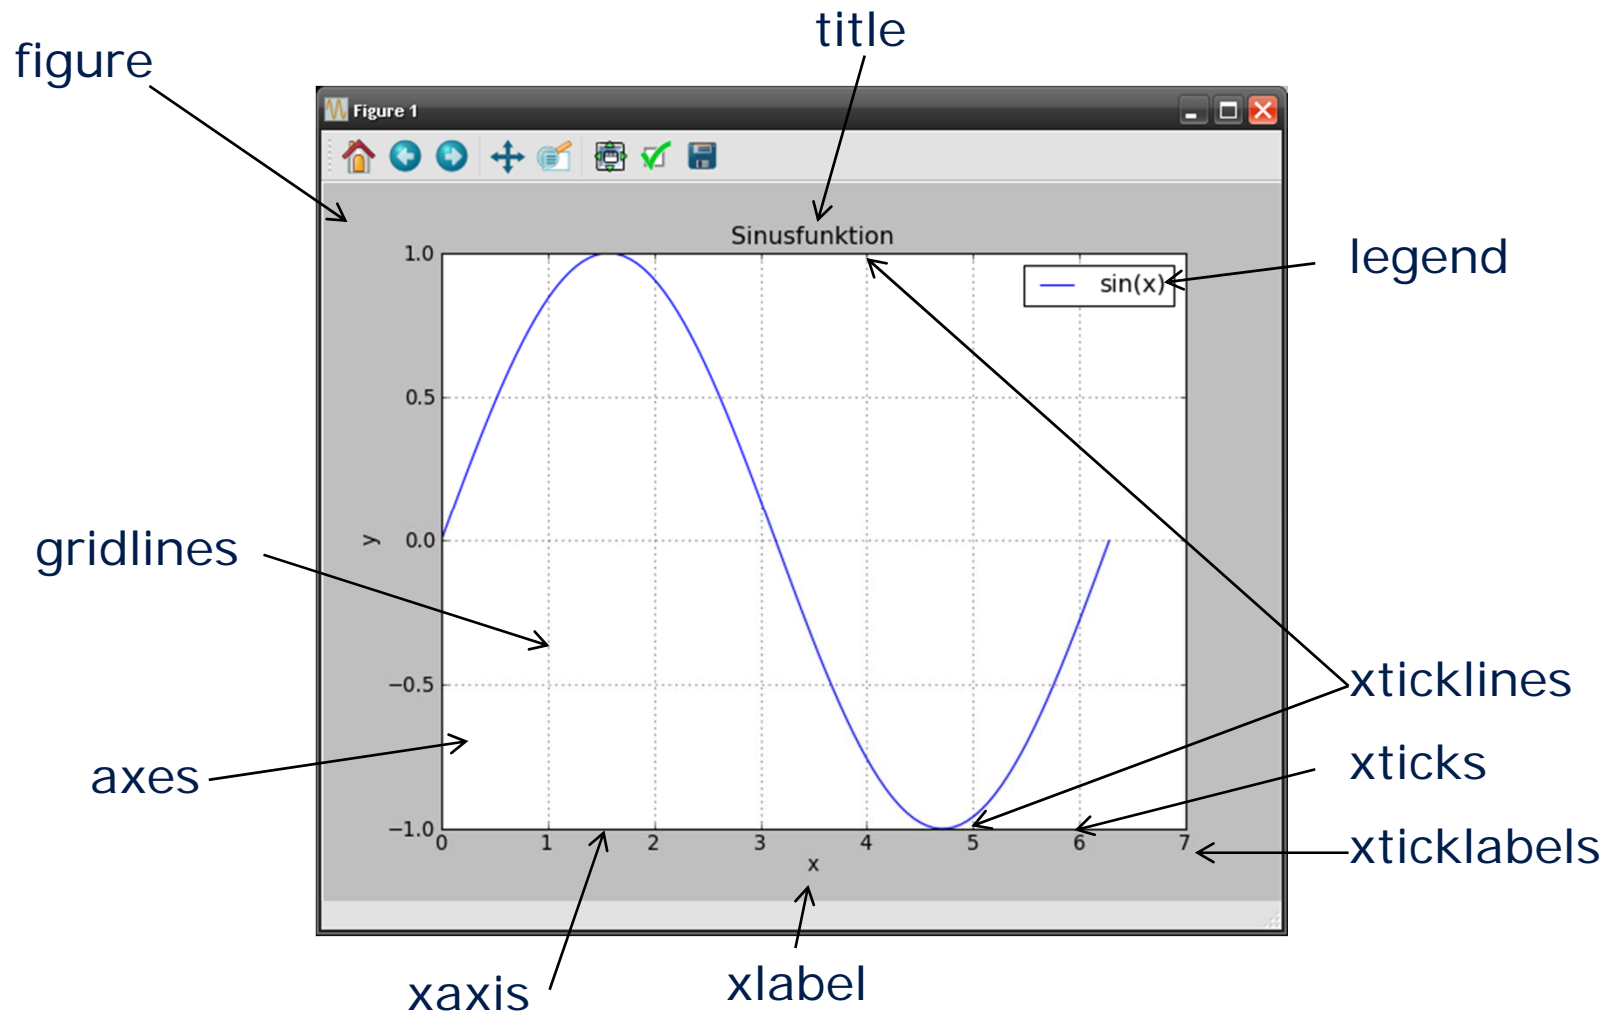 title
figure
Figure 1
Sinusfunktion
1.0
sin(x)
legend
0.5
gridlines
y
0.0
−0.5
xticklines
axes
xticks
−1.0
0 1 2 3 4 5 6 7
xticklabels
x
xaxis
xlabel